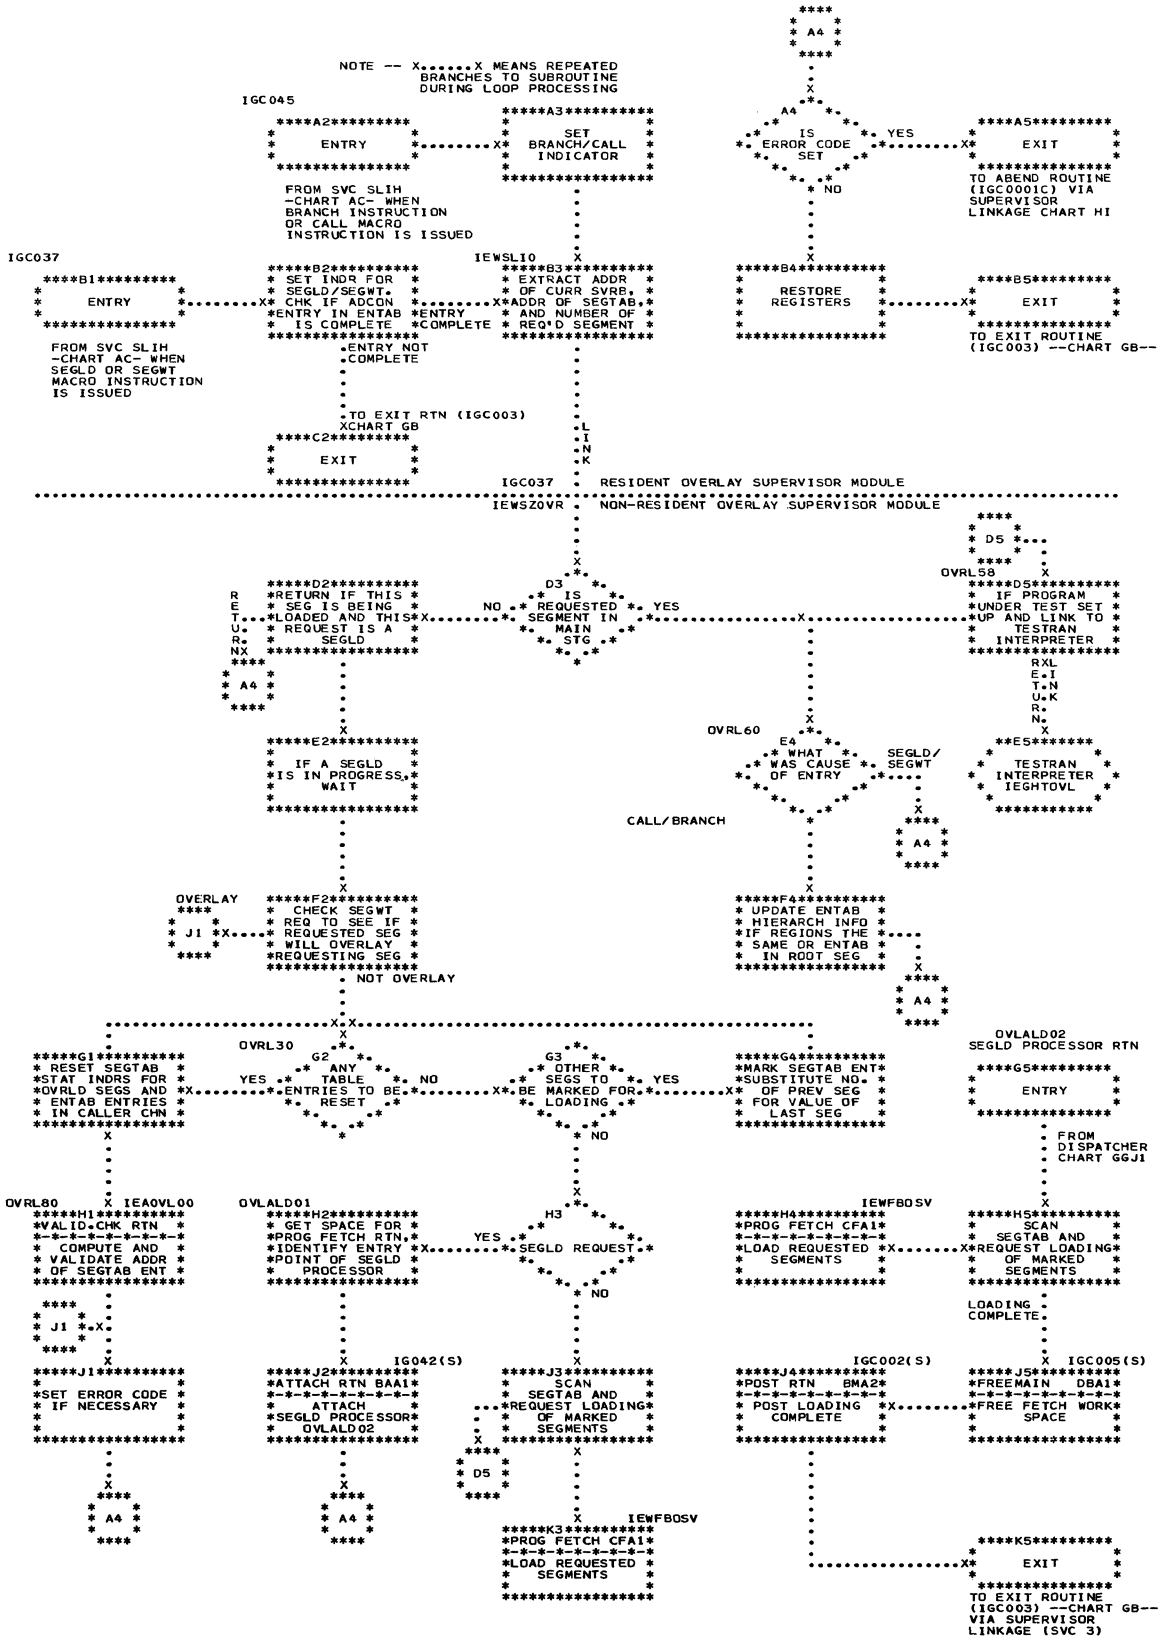 A4
NOTE -- X.......X MEANS REPEATED
BRANCHES TO SUBROUTINE
DURING LOOP PROCESSING
IGC045
A2
ENTRY
FROM SVC SLIH
-CHART AC- WHEN
BRANCH INSTRUCTION
OR CALL MACRO
INSTRUCTION IS ISSUED
A3
SET
BRANCH/CALL
INDICATOR
A4
IS
ERROR CODE
SET
YES
NO
A5
EXIT
TO ABEND ROUTINE
(IGC0001C) VIA
SUPERVISOR
LINKAGE CHART HI
IGC037
B1
ENTRY
FROM SVC SLIH
-CHART AC- WHEN
SEGLD OR SEGWT
MACRO INSTRUCTION
IS ISSUED
B2
SET INDR FOR
SEGLD/SEGWT.
CHK IF ADCON
ENTRY IN ENTAB
IS COMPLETE
ENTRY
COMPLETE
ENTRY NOT
COMPLETE
IEWSLIO
B3
EXTRACT ADDR
OF CURR SVRB,
ADDR OF SEGTAB,
AND NUMBER OF
REQ'D SEGMENT
B4
RESTORE
REGISTERS
B5
EXIT
TO EXIT ROUTINE
(IGC003) --CHART GB--
TO EXIT RTN (IGC003)
CHART GB
C2
EXIT
LINK
IGC037 RESIDENT OVERLAY SUPERVISOR MODULE
IEWSZOVR NON-RESIDENT OVERLAY SUPERVISOR MODULE
D5
RETURN
D2
RETURN IF THIS
SEG IS BEING
LOADED AND THIS
REQUEST IS A
SEGLD
A4
D3
IS
REQUESTED
SEGMENT IN
MAIN
STG
NO
YES
OVRL58
D5
IF PROGRAM
UNDER TEST SET
UP AND LINK TO
TESTRAN
INTERPRETER
RETURN
LINK
E2
IF A SEGLD
IS IN PROGRESS,
WAIT
OVRL60
E4
WHAT
WAS CAUSE
OF ENTRY
SEGLD/
SEGWT
CALL/BRANCH
A4
E5
TESTRAN
INTERPRETER
IEGHTOVL
OVERLAY
J1
F2
CHECK SEGWT
REQ TO SEE IF
REQUESTED SEG
WILL OVERLAY
REQUESTING SEG
NOT OVERLAY
F4
UPDATE ENTAB
HIERARCH INFO
IF REGIONS THE
SAME OR ENTAB
IN ROOT SEG
A4
G1
RESET SEGTAB
STAT INDRS FOR
OVRLD SEGS AND
ENTAB ENTRIES
IN CALLER CHN
OVRL30
G2
ANY
TABLE
ENTRIES TO BE
RESET
YES
NO
G3
OTHER
SEGS TO
BE MARKED FOR
LOADING
YES
NO
G4
MARK SEGTAB ENT
SUBSTITUTE NO.
OF PREV SEG
FOR VALUE OF
LAST SEG
OVLALD02
SEGLD PROCESSOR RTN
G5
ENTRY
FROM
DISPATCHER
CHART GGJ1
OVRL80 IEAOVL00
H1
VALID.CHK RTN
COMPUTE AND
VALIDATE ADDR
OF SEGTAB ENT
OVLALD01
H2
GET SPACE FOR
PROG FETCH RTN,
IDENTIFY ENTRY
POINT OF SEGLD
PROCESSOR
H3
SEGLD REQUEST
YES
NO
IEWFBOSV
H4
PROG FETCH CFA1
LOAD REQUESTED
SEGMENTS
H5
SCAN
SEGTAB AND
REQUEST LOADING
OF MARKED
SEGMENTS
LOADING
COMPLETE
J1
J1
SET ERROR CODE
IF NECESSARY
A4
IGO42(S)
J2
ATTACH RTN BAA1
ATTACH
SEGLD PROCESSOR
OVLALD02
A4
J3
SCAN
SEGTAB AND
REQUEST LOADING
OF MARKED
SEGMENTS
D5
IGC002(S)
J4
POST RTN BMA2
POST LOADING
COMPLETE
IGC005(S)
J5
FREEMAIN DBA1
FREE FETCH WORK
SPACE
IEWFBOSV
K3
PROG FETCH CFA1
LOAD REQUESTED
SEGMENTS
K5
EXIT
TO EXIT ROUTINE
(IGC003) --CHART GB--
VIA SUPERVISOR
LINKAGE (SVC 3)